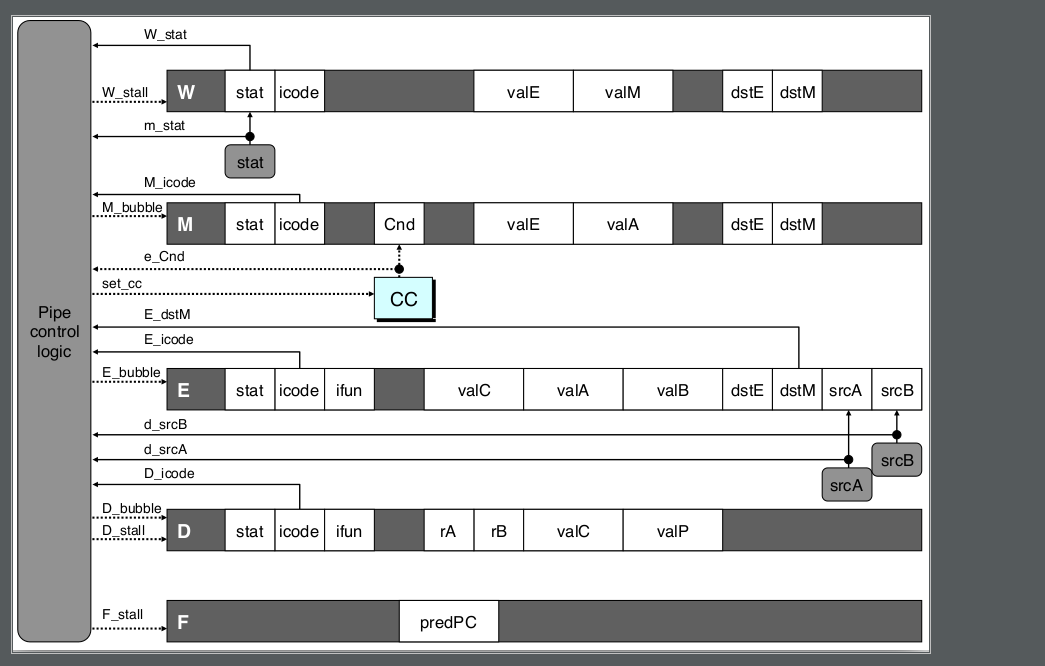 W_stat
W_stall
W stat icode valE valM dstE dstM
m_stat
stat
M_icode
M_bubble
M stat icode Cnd valE valA dstE dstM
e_Cnd
set_cc
CC
Pipe
control
logic
E_dstM
E_icode
E_bubble
E stat icode ifun valC valA valB dstE dstM srcA srcB
d_srcB
d_srcA
srcB
srcA
D_icode
D_bubble
D_stall
D stat icode ifun rA rB valC valP
F_stall
F predPC